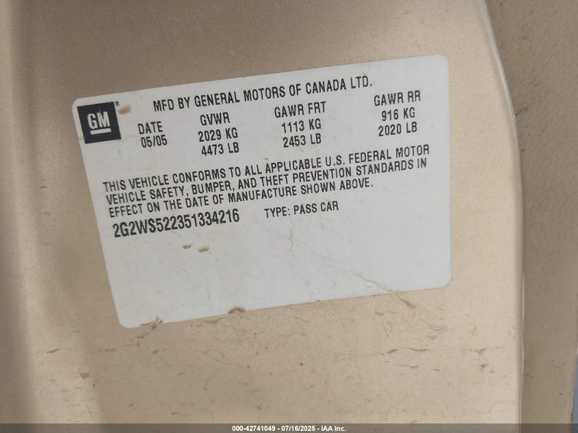 GM
MFD BY GENERAL MOTORS OF CANADA LTD.
DATE GVWR GAWR FRT GAWR RR
05/05 2029 KG 1113 KG 916 KG
4473 LB 2453 LB 2020 LB
THIS VEHICLE CONFORMS TO ALL APPLICABLE U.S. FEDERAL MOTOR
VEHICLE SAFETY, BUMPER, AND THEFT PREVENTION STANDARDS IN
EFFECT ON THE DATE OF MANUFACTURE SHOWN ABOVE.
2G2WS522351334216 TYPE: PASS CAR
000-42741049 - 07/16/2025 - IAA Inc.